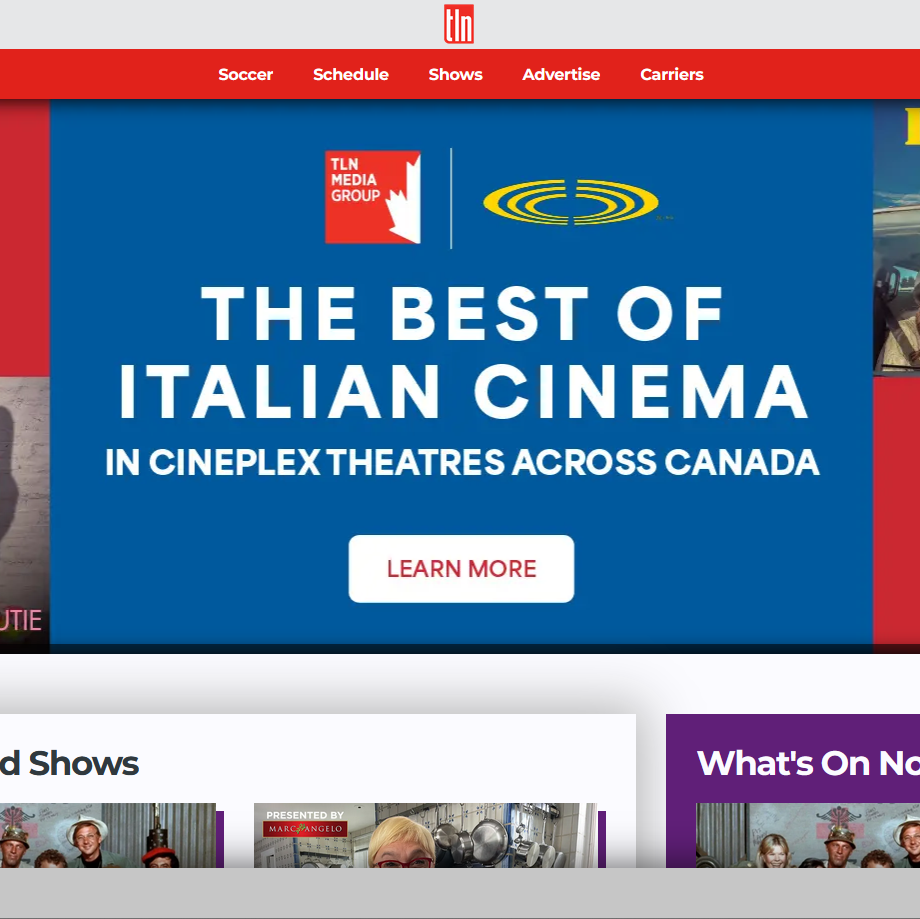 tln
Soccer Schedule Shows Advertise Carriers
TLN
MEDIA
GROUP
THE BEST OF
ITALIAN CINEMA
IN CINEPLEX THEATRES ACROSS CANADA
LEARN MORE
UTIE
d Shows
What's On No
PRESENTED BY
MARCANGELO